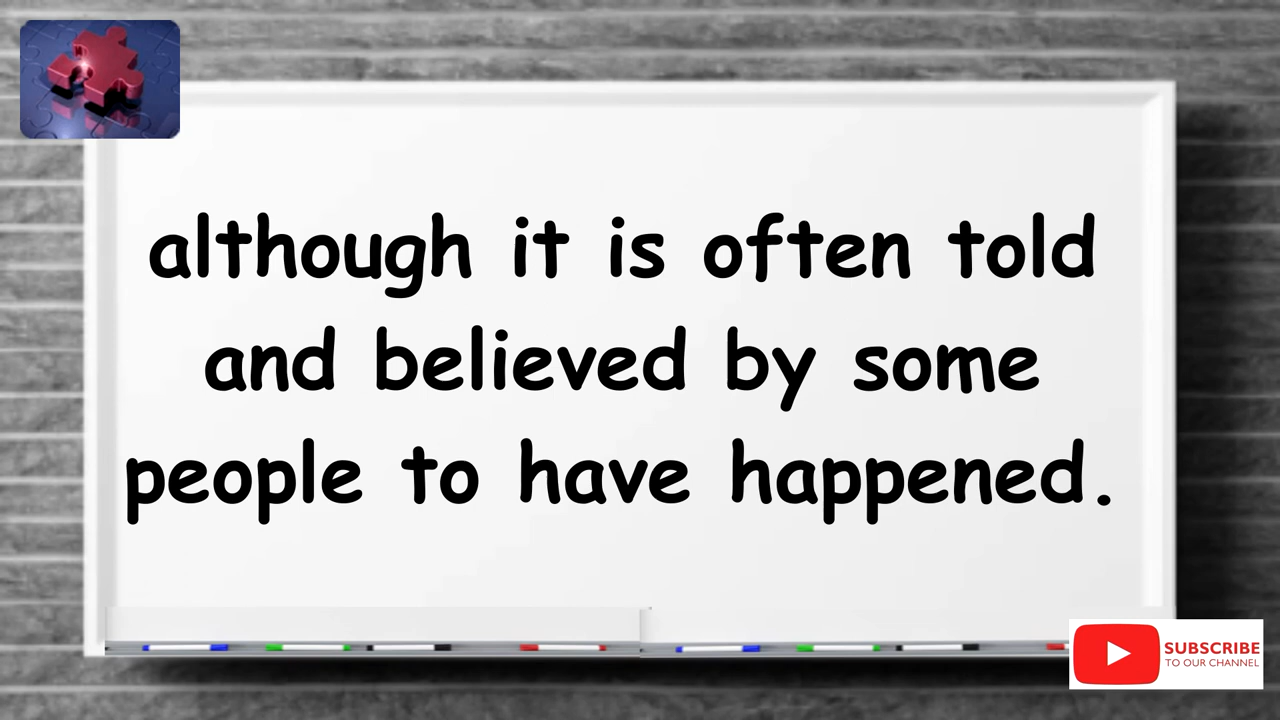 although it is often told
and believed by some
people to have happened.
SUBSCRIBE
TO OUR CHANNEL